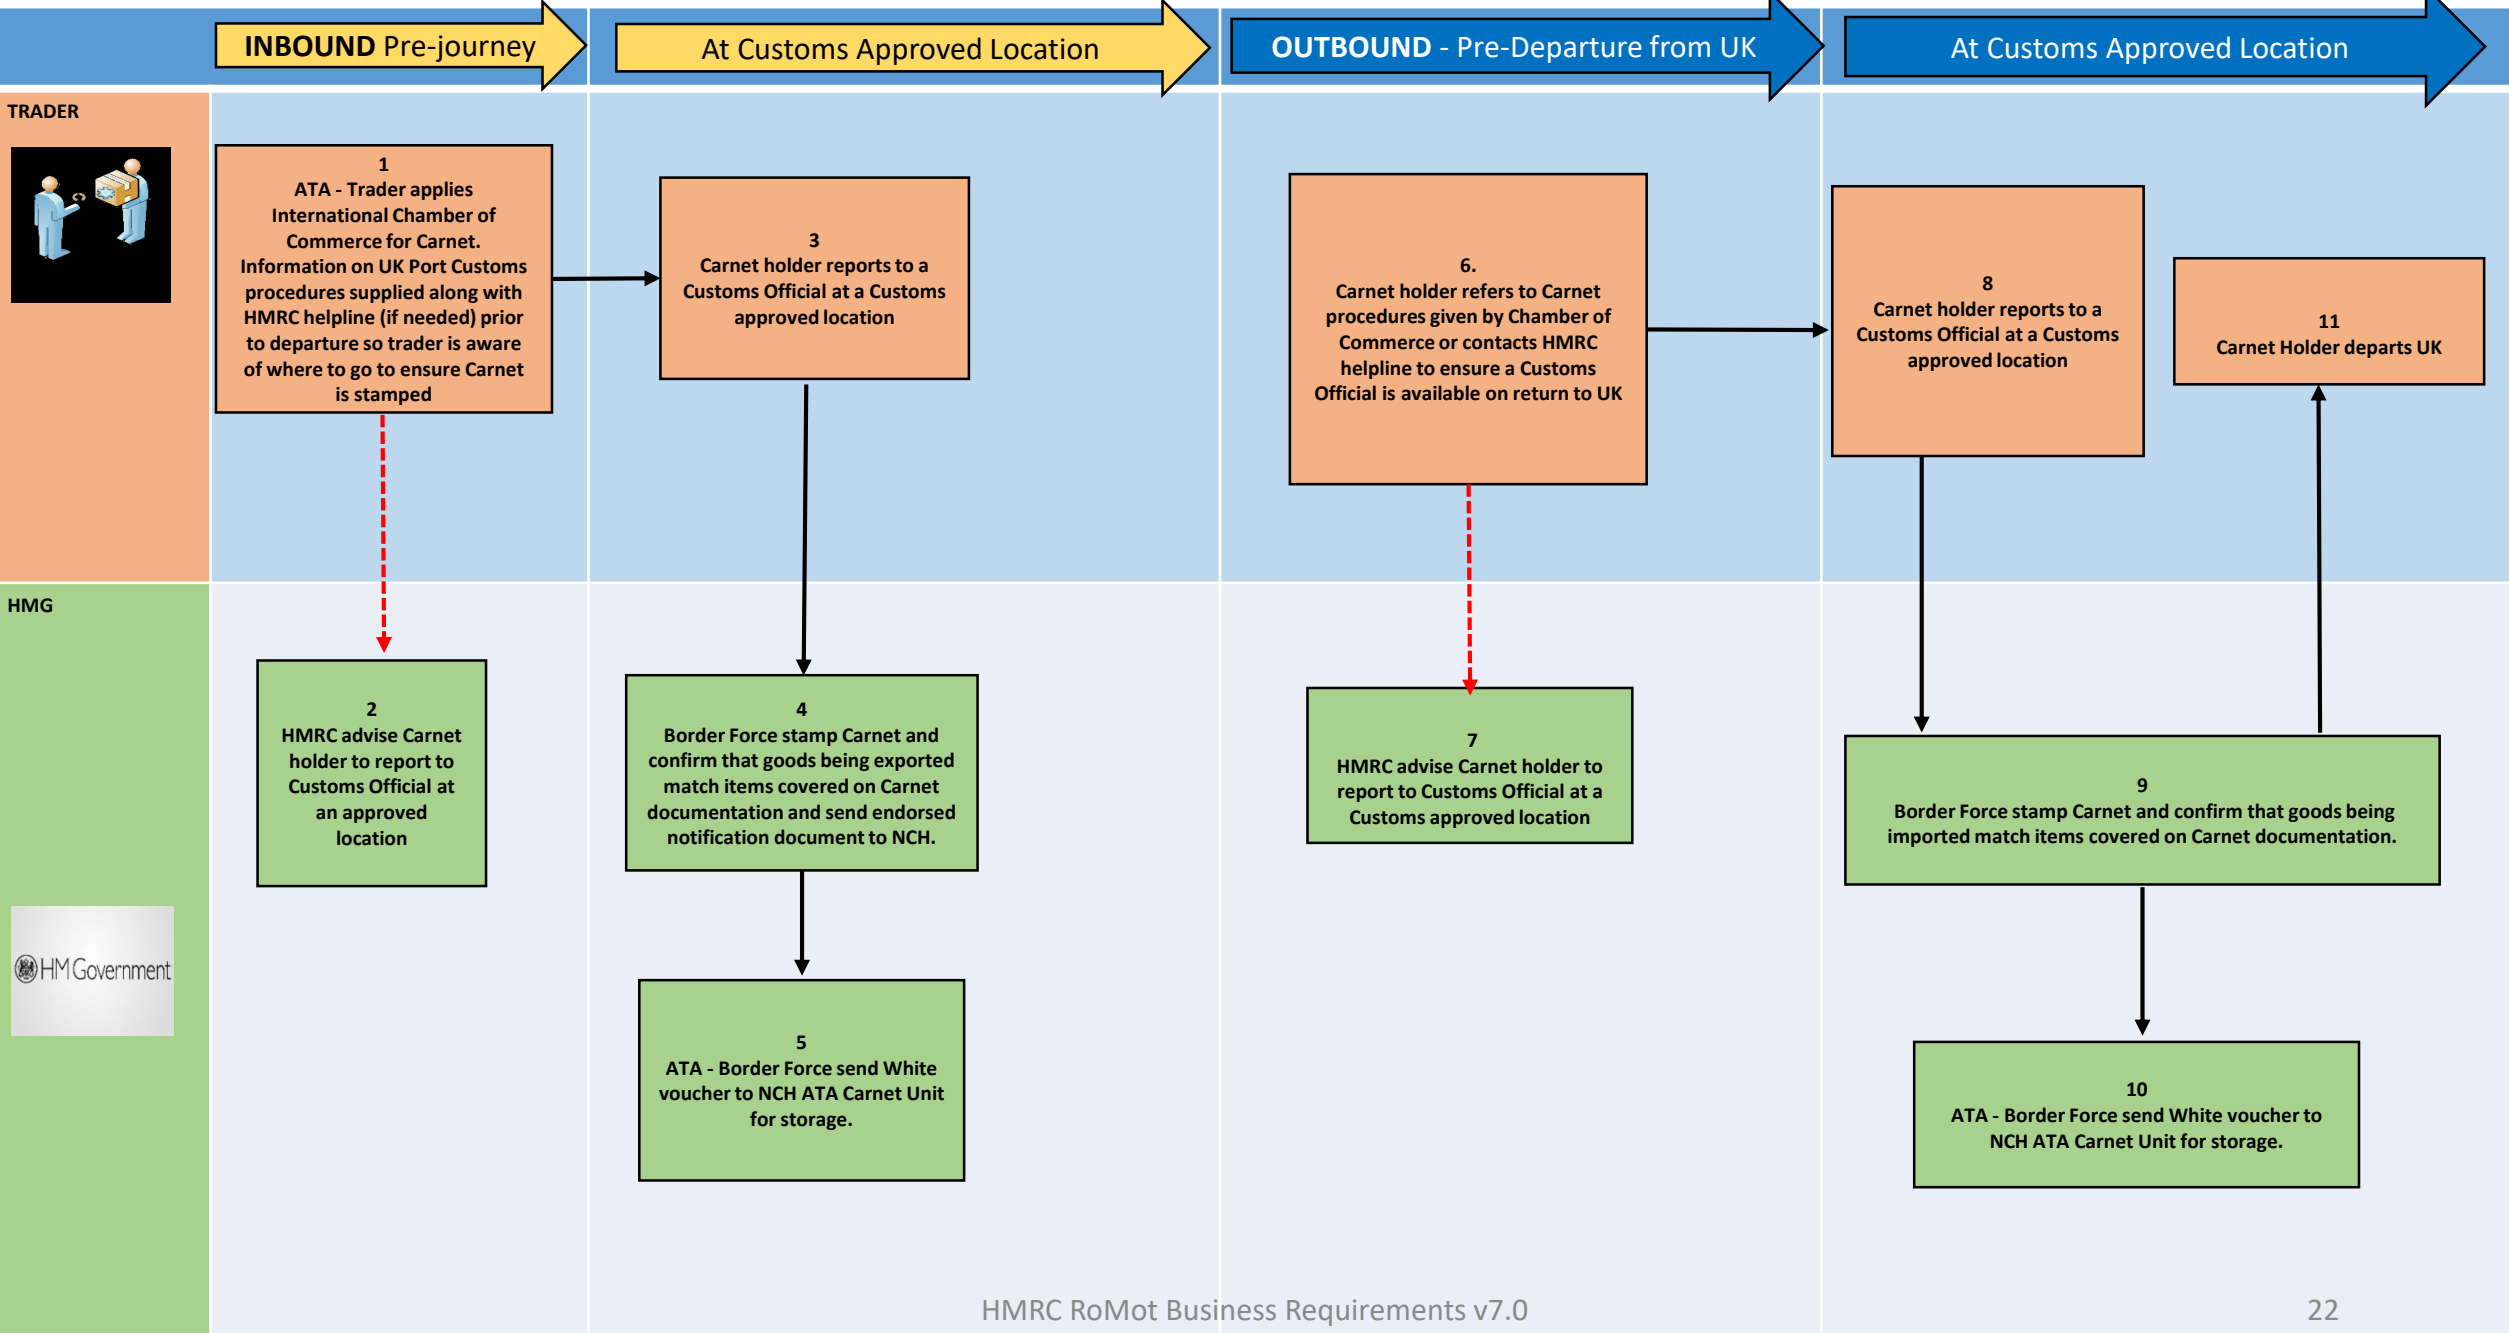 INBOUND Pre-journey
At Customs Approved Location
OUTBOUND - Pre-Departure from UK
At Customs Approved Location
TRADER
1
ATA - Trader applies
International Chamber of
Commerce for Carnet.
Information on UK Port Customs
procedures supplied along with
HMRC helpline (if needed) prior
to departure so trader is aware
of where to go to ensure Carnet
is stamped
3
Carnet holder reports to a
Customs Official at a Customs
approved location
6.
Carnet holder refers to Carnet
procedures given by Chamber of
Commerce or contacts HMRC
helpline to ensure a Customs
Official is available on return to UK
8
Carnet holder reports to a
Customs Official at a Customs
approved location
11
Carnet Holder departs UK
HMG
HM Government
2
HMRC advise Carnet
holder to report to
Customs Official at
an approved
location
4
Border Force stamp Carnet and
confirm that goods being exported
match items covered on Carnet
documentation and send endorsed
notification document to NCH.
5
ATA - Border Force send White
voucher to NCH ATA Carnet Unit
for storage.
7
HMRC advise Carnet holder to
report to Customs Official at a
Customs approved location
9
Border Force stamp Carnet and confirm that goods being
imported match items covered on Carnet documentation.
10
ATA - Border Force send White voucher to
NCH ATA Carnet Unit for storage.
HMRC RoMot Business Requirements v7.0
22